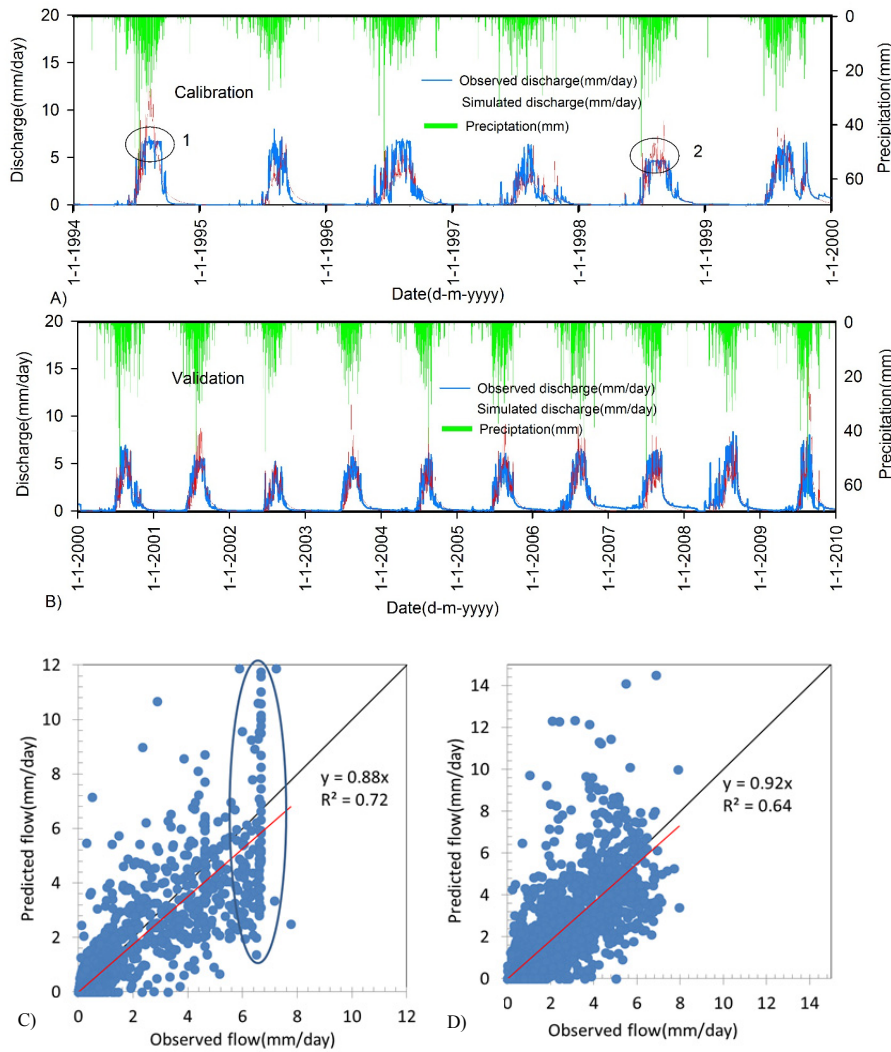 Discharge(mm/day)
20
15
10
5
0
Calibration
1
2
Observed discharge(mm/day)
Simulated discharge(mm/day)
Preciptation(mm)
0
20
40
60
Precipitation(mm)
1-1-1994
1-1-1995
1-1-1996
1-1-1997
1-1-1998
1-1-1999
1-1-2000
A)
Date(d-m-yyyy)
Discharge(mm/day)
20
15
10
5
0
Validation
Observed discharge(mm/day)
Simulated discharge(mm/day)
Preciptation(mm)
0
20
40
60
Precipitation(mm)
1-1-2000
1-1-2001
1-1-2002
1-1-2003
1-1-2004
1-1-2005
1-1-2006
1-1-2007
1-1-2008
1-1-2009
1-1-2010
B)
Date(d-m-yyyy)
Predicted flow(mm/day)
12
10
8
6
4
2
0
y = 0.88x
R² = 0.72
0 2 4 6 8 10 12
C)
Observed flow(mm/day)
Predicted flow(mm/day)
14
12
10
8
6
4
2
0
y = 0.92x
R² = 0.64
0 2 4 6 8 10 12 14
D)
Observed flow(mm/day)